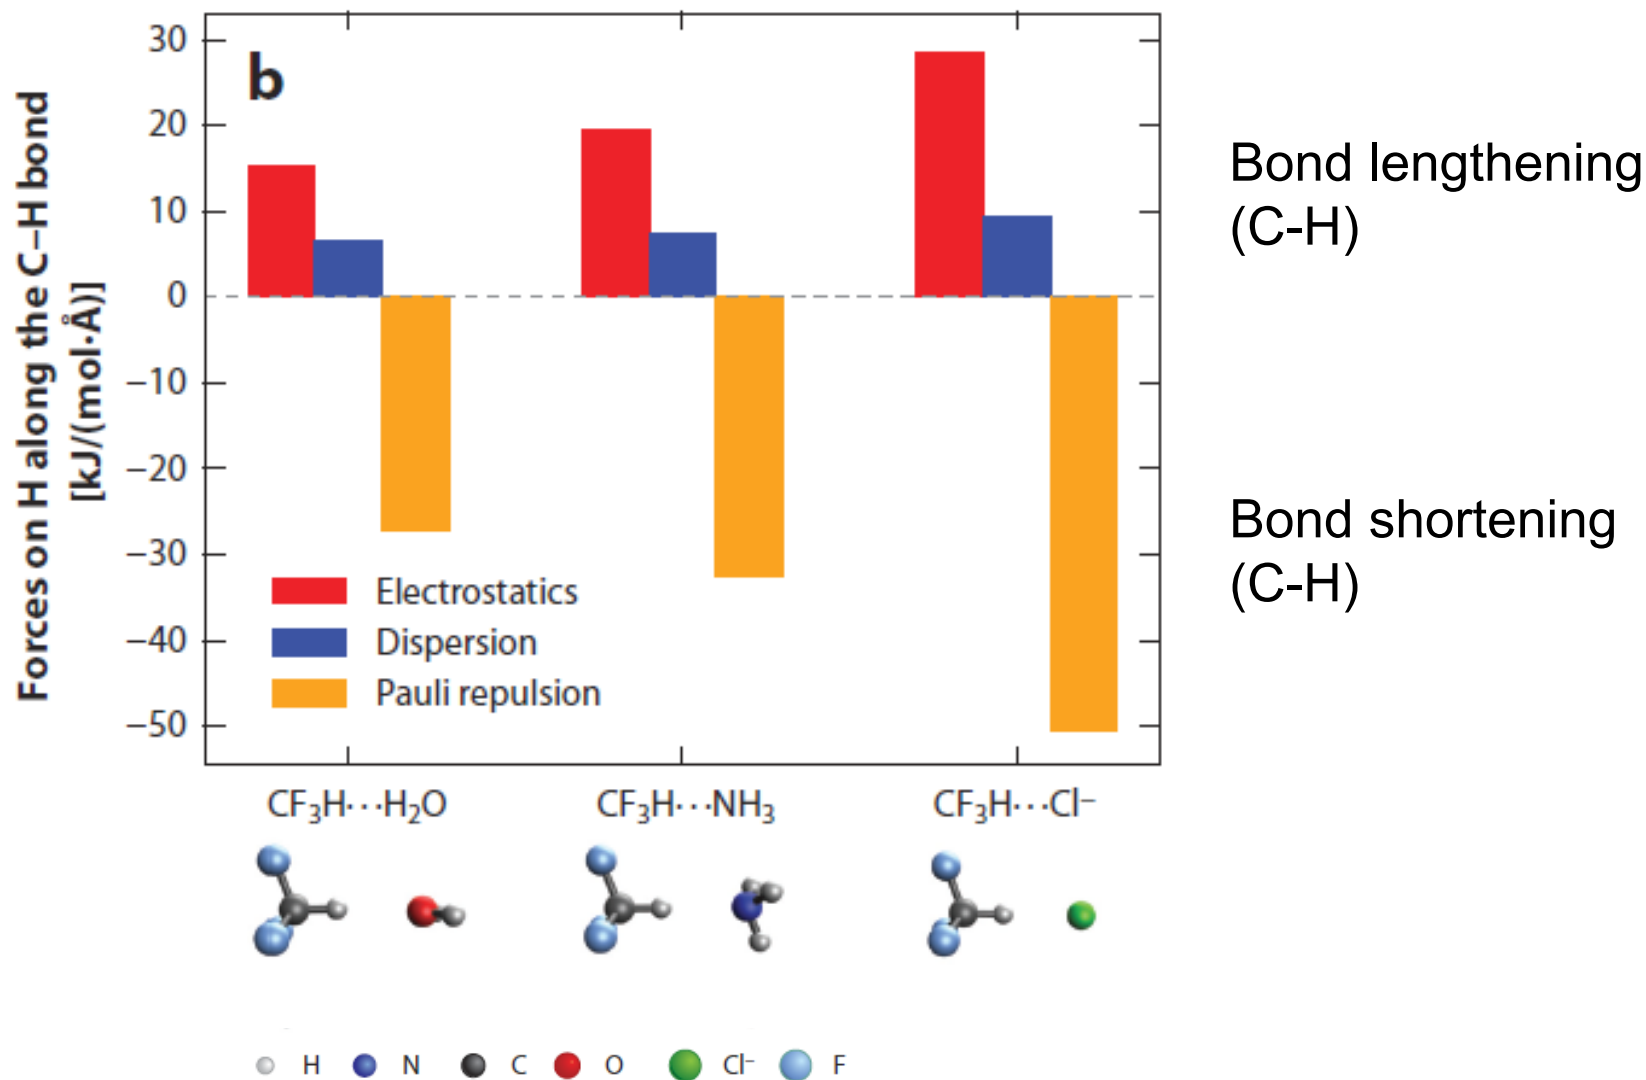 Forces on H along the C–H bond
[kJ/(mol·Å)]
b
30
20
10
0
−10
−20
−30
−40
−50
Electrostatics
Dispersion
Pauli repulsion
Bond lengthening
(C-H)
Bond shortening
(C-H)
CF₃H···H₂O CF₃H···NH₃ CF₃H···Cl⁻
H N C O Cl⁻ F